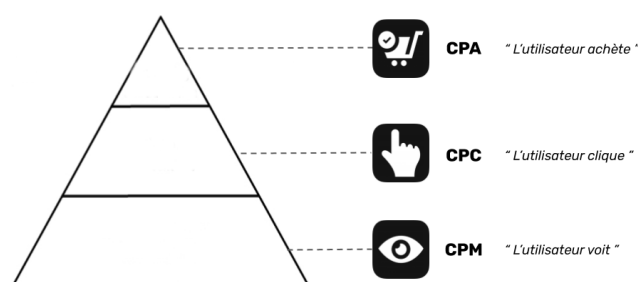 CPA “ L'utilisateur achète ”
CPC “ L'utilisateur clique ”
CPM “ L'utilisateur voit ”